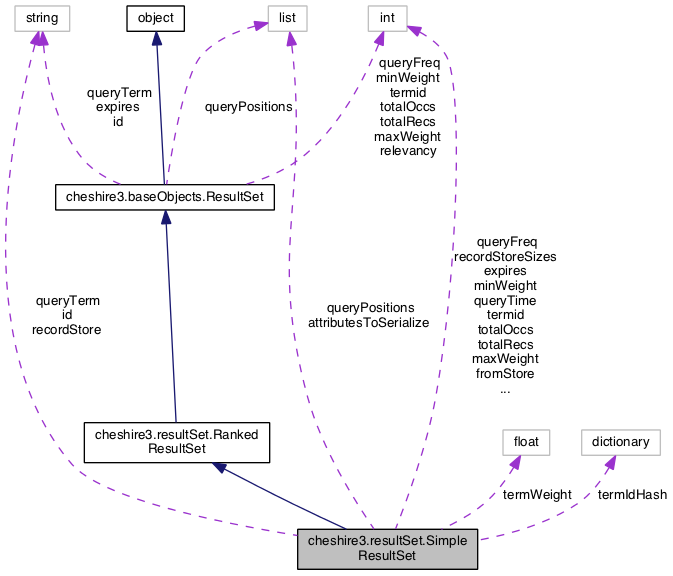 string
object
list
int
queryTerm
expires
id
queryPositions
queryFreq
minWeight
termid
totalOccs
totalRecs
maxWeight
relevancy
cheshire3.baseObjects.ResultSet
queryTerm
id
recordStore
queryPositions
attributesToSerialize
queryFreq
recordStoreSizes
expires
minWeight
queryTime
termid
totalOccs
totalRecs
maxWeight
fromStore
...
cheshire3.resultSet.Ranked
ResultSet
float
dictionary
termWeight
termIdHash
cheshire3.resultSet.Simple
ResultSet